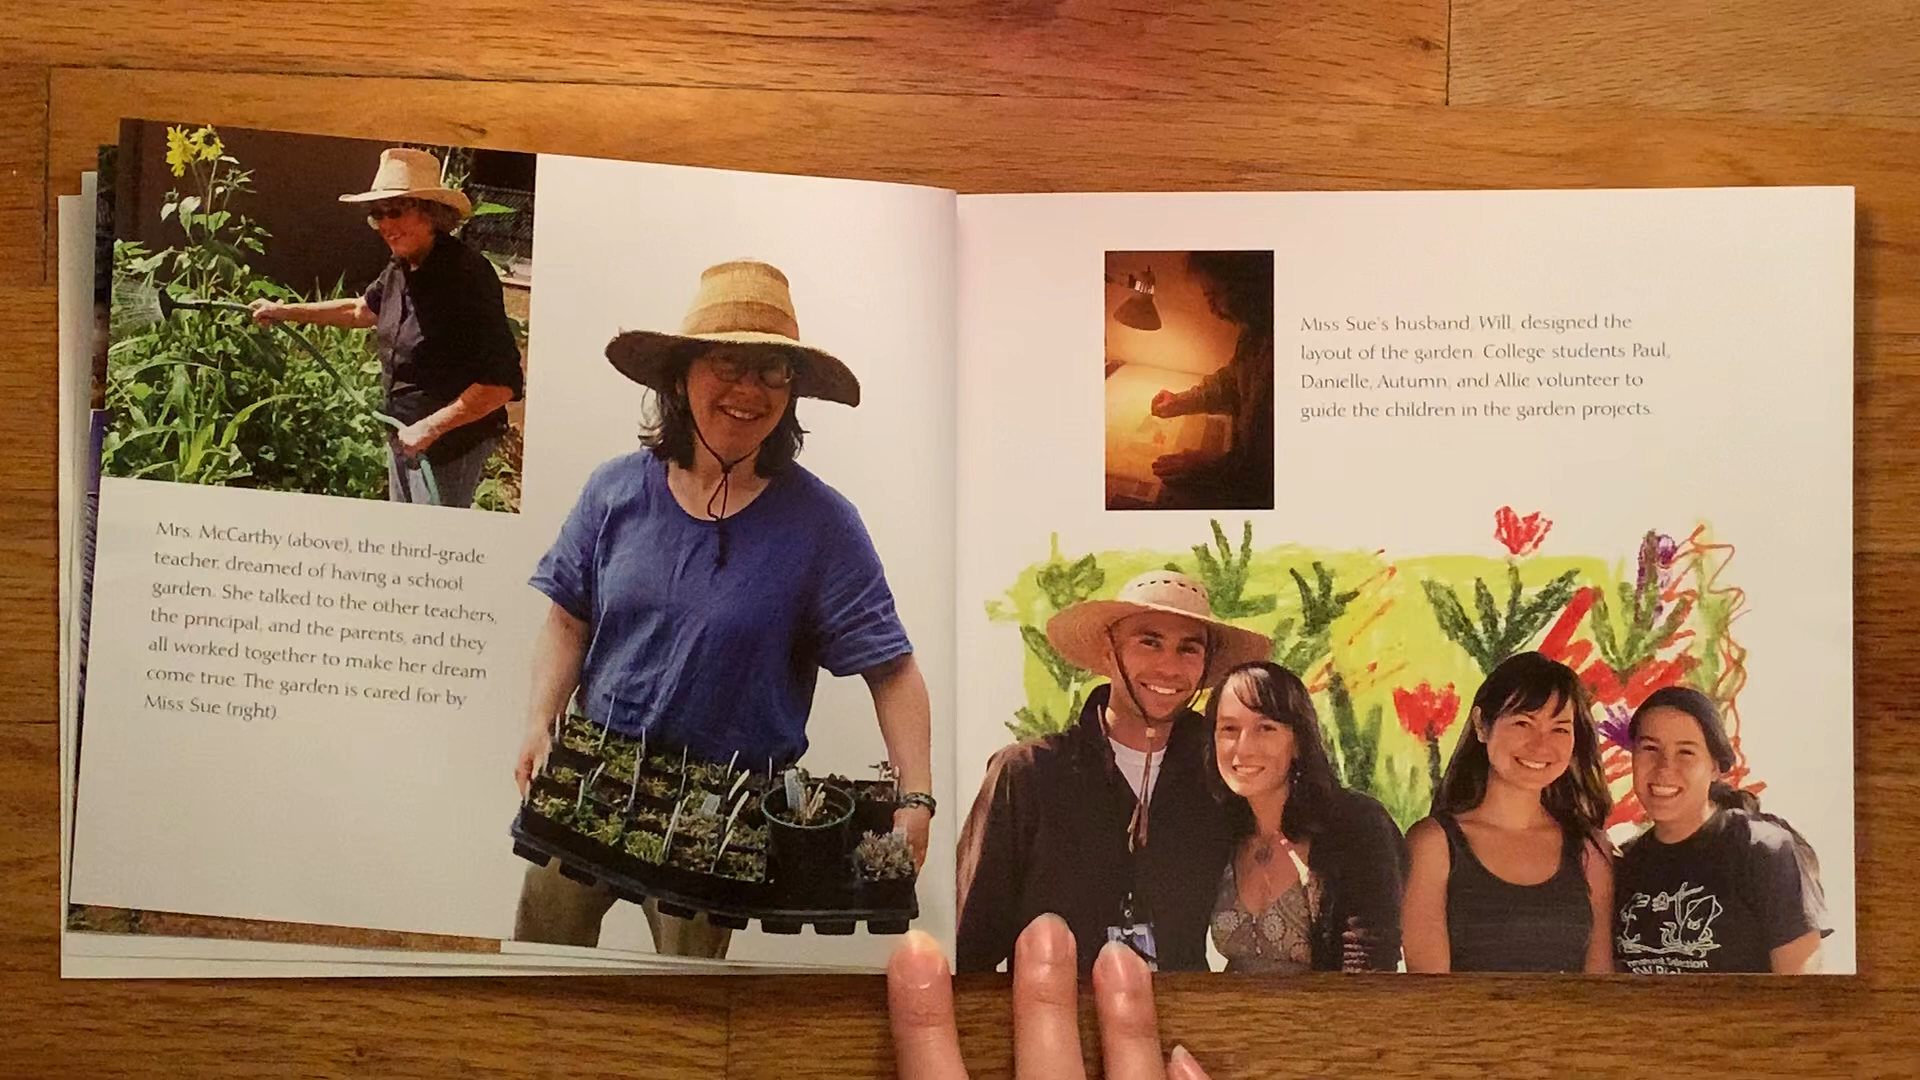 Mrs. McCarthy (above), the third-grade
teacher, dreamed of having a school
garden. She talked to the other teachers,
the principal, and the parents, and they
all worked together to make her dream
come true. The garden is cared for by
Miss Sue (right).
Miss Sue's husband, Will, designed the
layout of the garden. College students Paul,
Danielle, Autumn, and Allie volunteer to
guide the children in the garden projects.
Selection